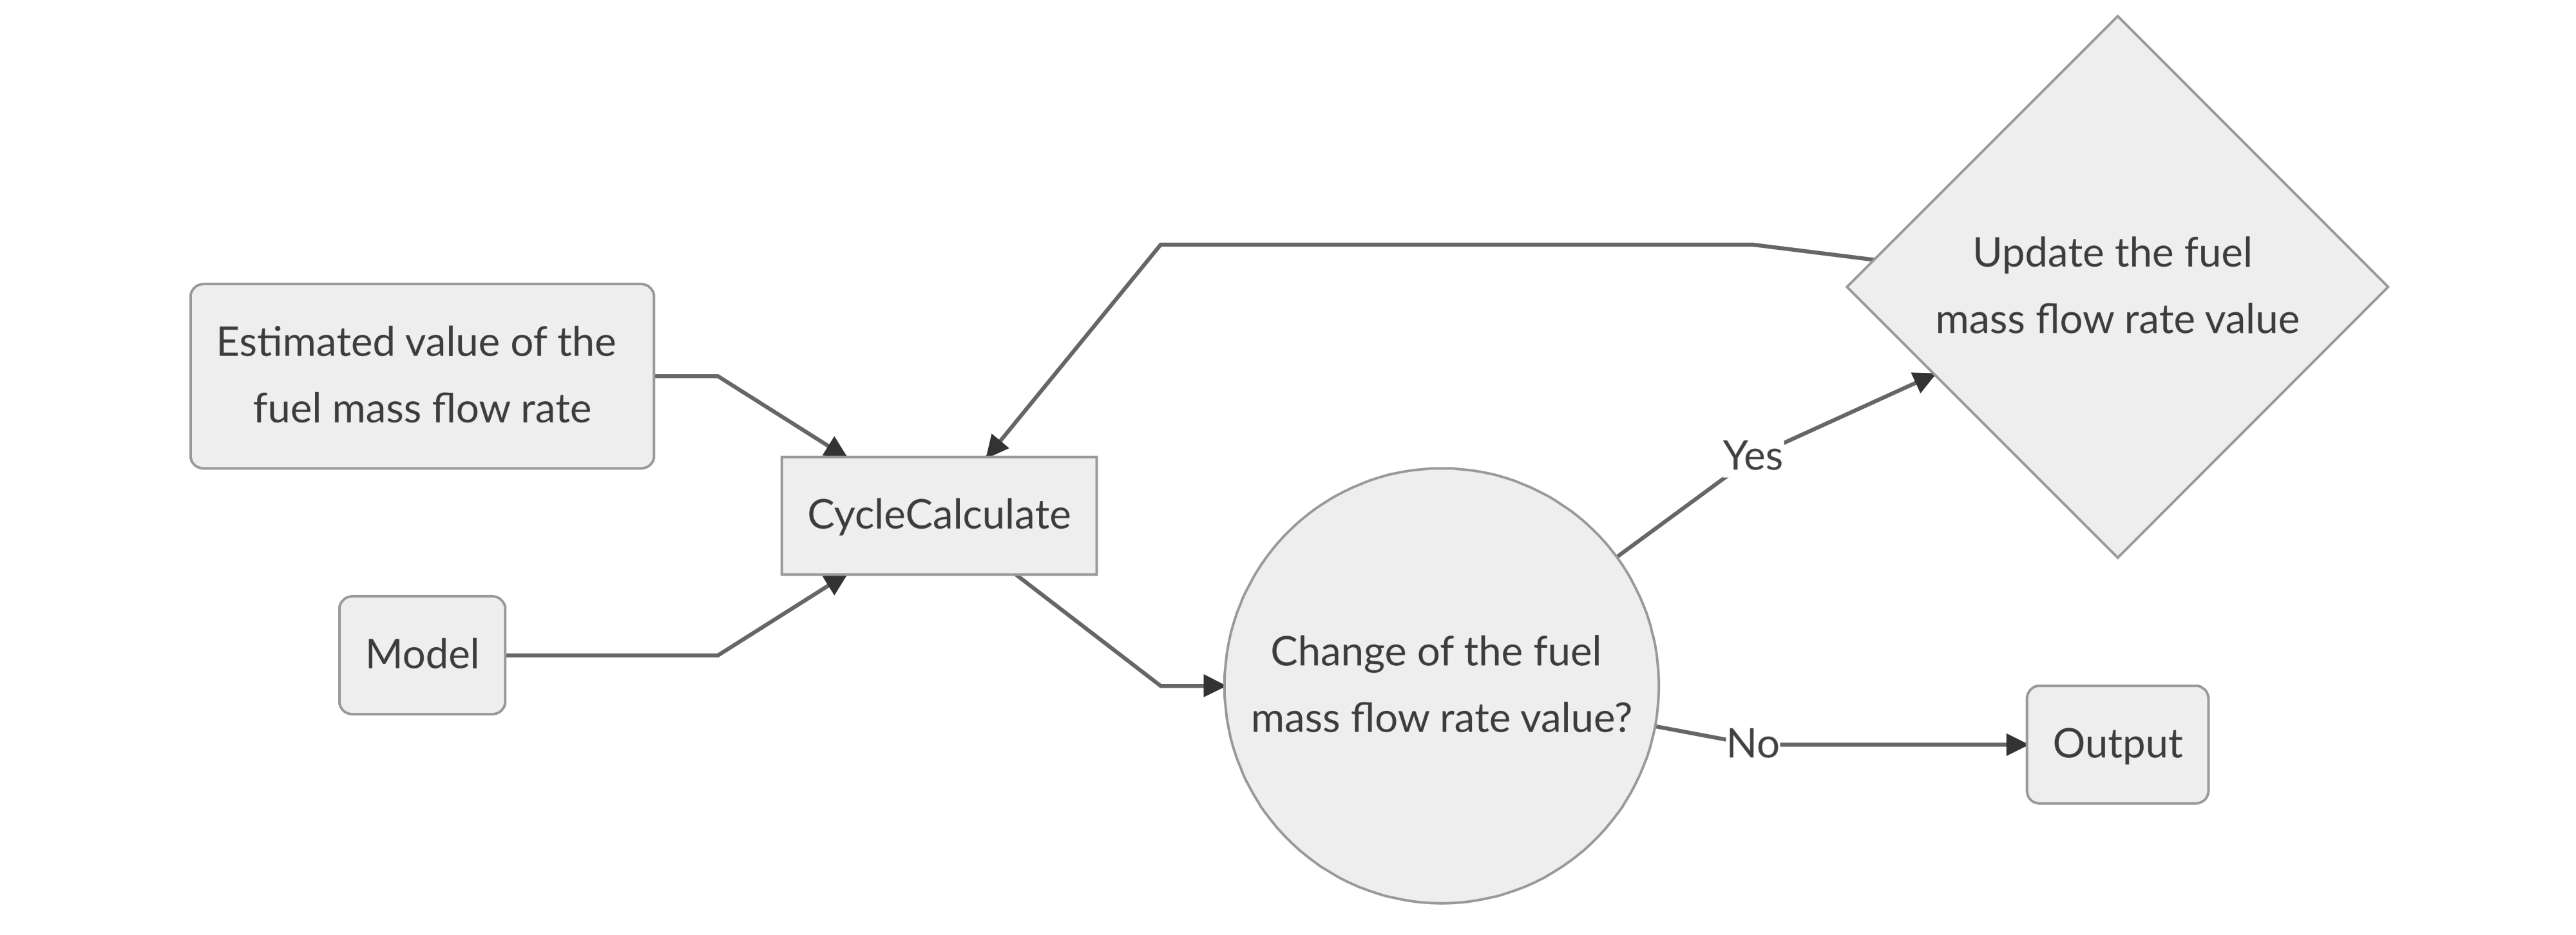 Estimated value of the
fuel mass flow rate
Model
CycleCalculate
Change of the fuel
mass flow rate value?
Yes
No
Update the fuel
mass flow rate value
Output